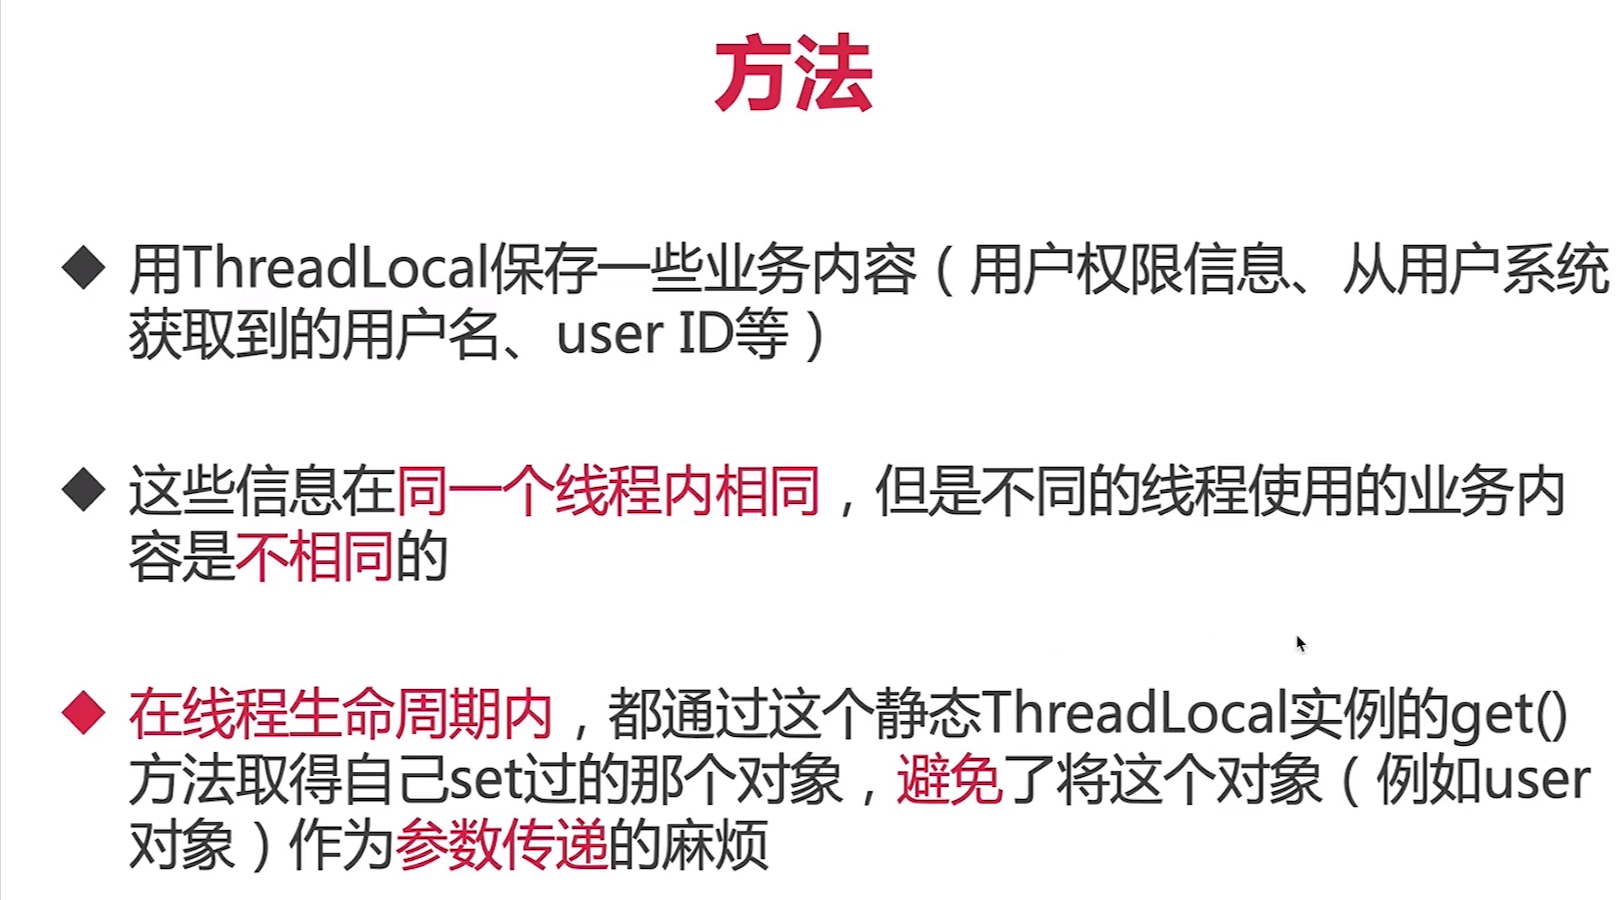 方法
◆ 用ThreadLocal保存一些业务内容（用户权限信息、从用户系统
获取到的用户名、user ID等）
◆ 这些信息在同一个线程内相同，但是不同的线程使用的业务内
容是不相同的
◆ 在线程生命周期内，都通过这个静态ThreadLocal实例的get()
方法取得自己set过的那个对象，避免了将这个对象（例如user
对象）作为参数传递的麻烦